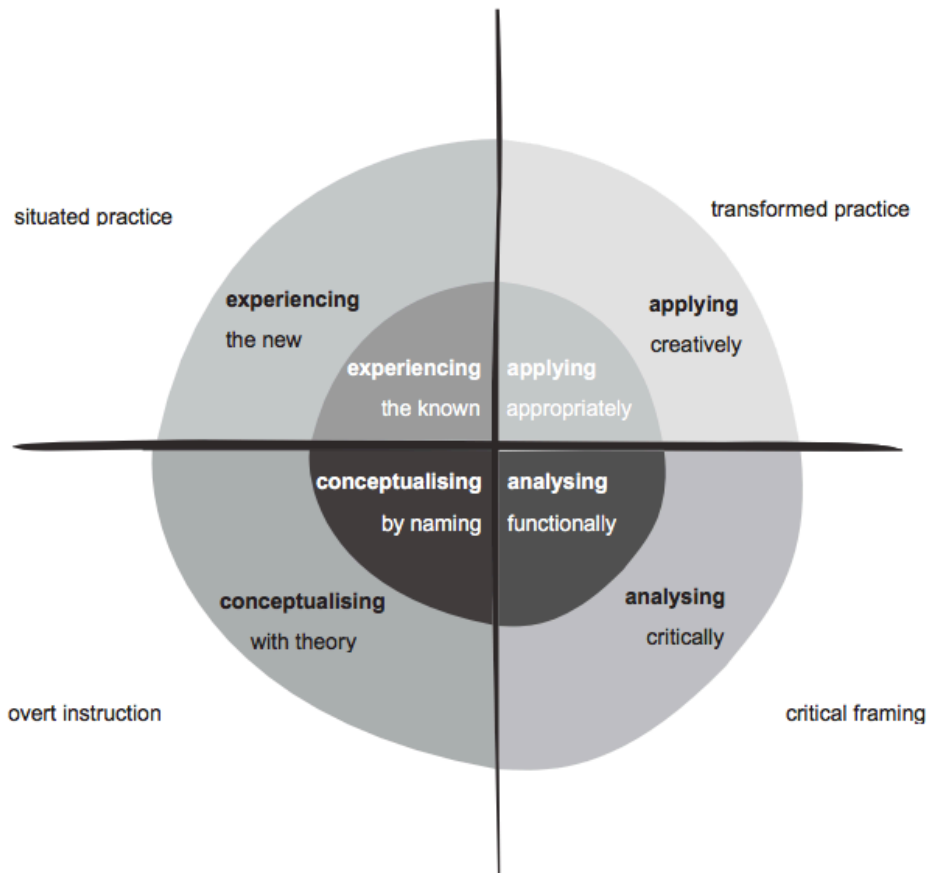 situated practice
transformed practice
experiencing
the new
applying
creatively
experiencing
the known
applying
appropriately
conceptualising
by naming
analysing
functionally
conceptualising
with theory
analysing
critically
overt instruction
critical framing